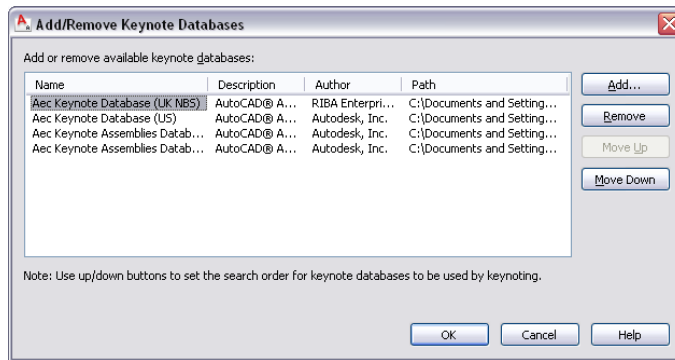 Add/Remove Keynote Databases
Add or remove available keynote databases:
Name Description Author Path
Aec Keynote Database (UK NBS) AutoCAD® A... RIBA Enterpri... C:\Documents and Setting...
Aec Keynote Database (US) AutoCAD® A... Autodesk, Inc. C:\Documents and Setting...
Aec Keynote Assemblies Datab... AutoCAD® A... Autodesk, Inc. C:\Documents and Setting...
Aec Keynote Assemblies Datab... AutoCAD® A... Autodesk, Inc. C:\Documents and Setting...
Add...
Remove
Move Up
Move Down
Note: Use up/down buttons to set the search order for keynote databases to be used by keynoting.
OK Cancel Help